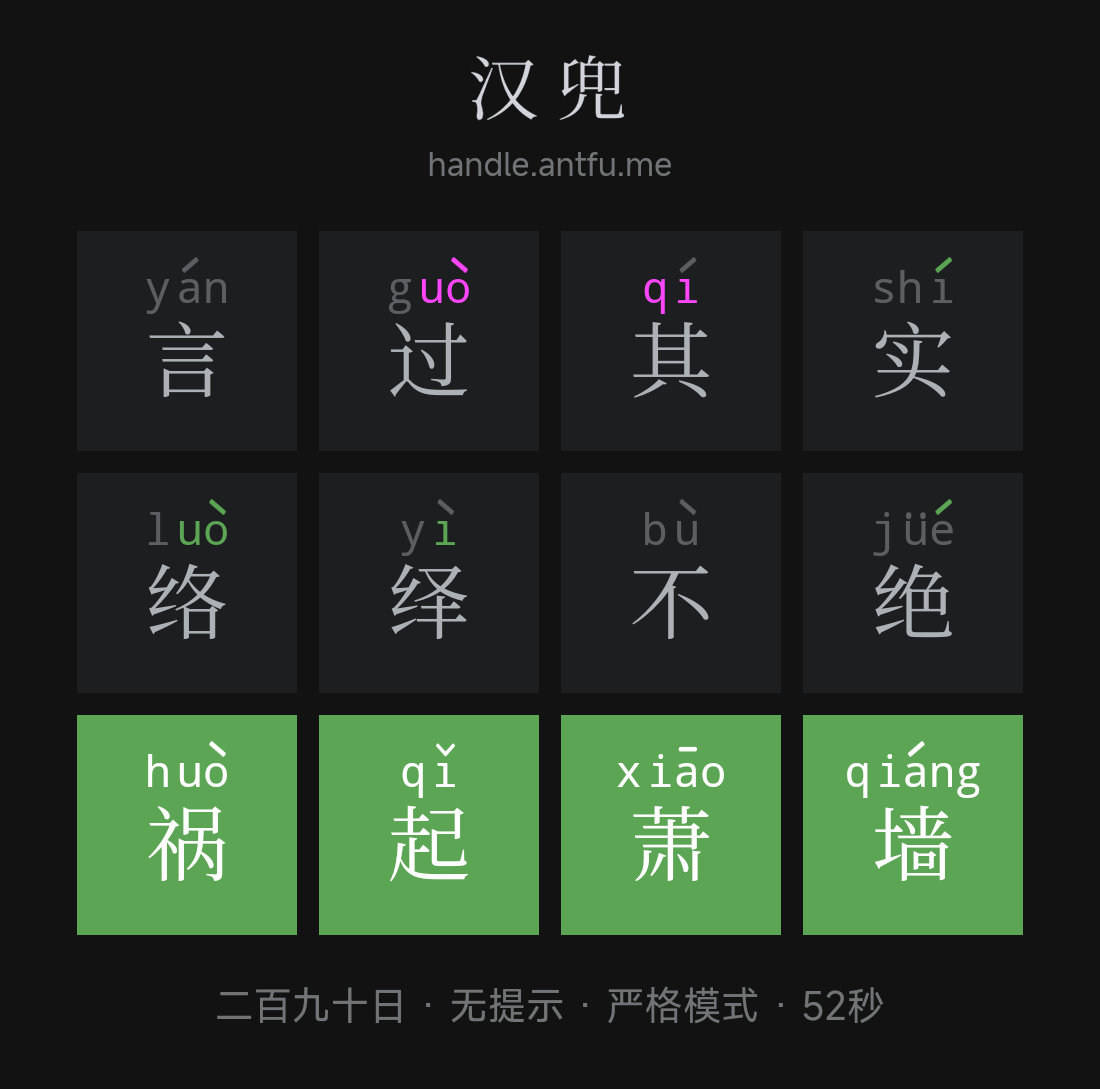 汉兜
handle.antfu.me
yán guò qí shí
言 过 其 实
luò yì bù jüé
络 绎 不 绝
huò qǐ xiāo qiáng
祸 起 萧 墙
二百九十日 · 无提示 · 严格模式 · 52秒